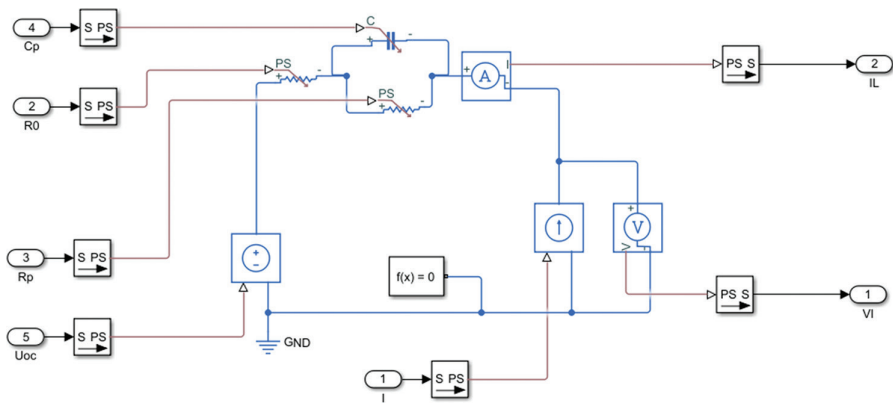 4
S PS
Cp
C
+
-
PS
+
-
2
S PS
R0
PS
+
-
+
A
I
-
PS S
2
IL
3
S PS
Rp
+
-
f(x) = 0
↑
+
V
V
-
PS S
1
VI
5
S PS
Uoc
GND
1
S PS
I